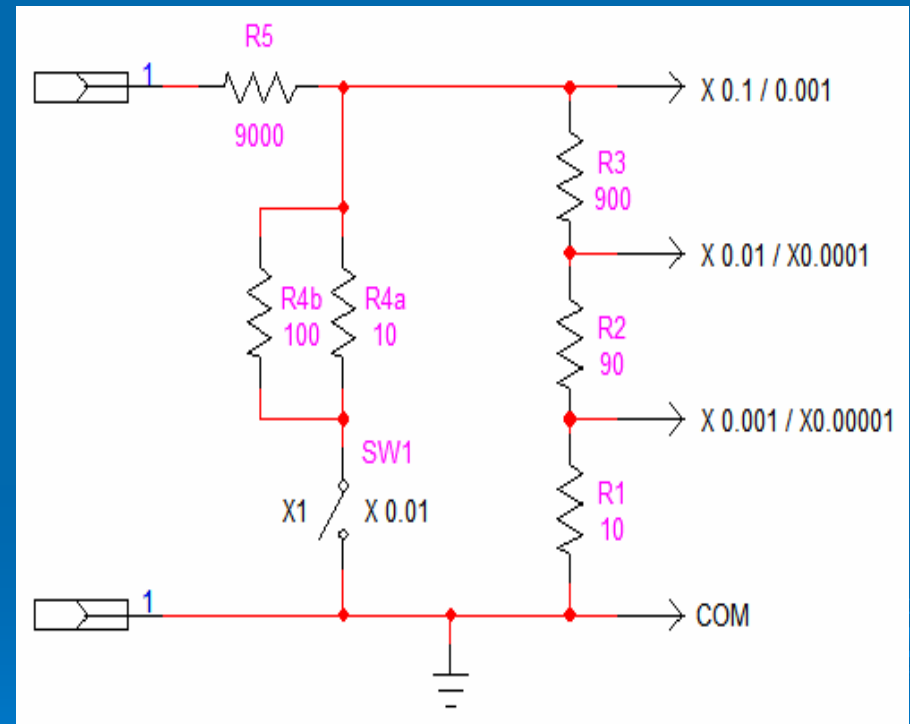 R5
1
9000
X 0.1 / 0.001
R3
900
X 0.01 / X0.0001
R4b
100
R4a
10
R2
90
X 0.001 / X0.00001
SW1
X1
X 0.01
R1
10
1
COM